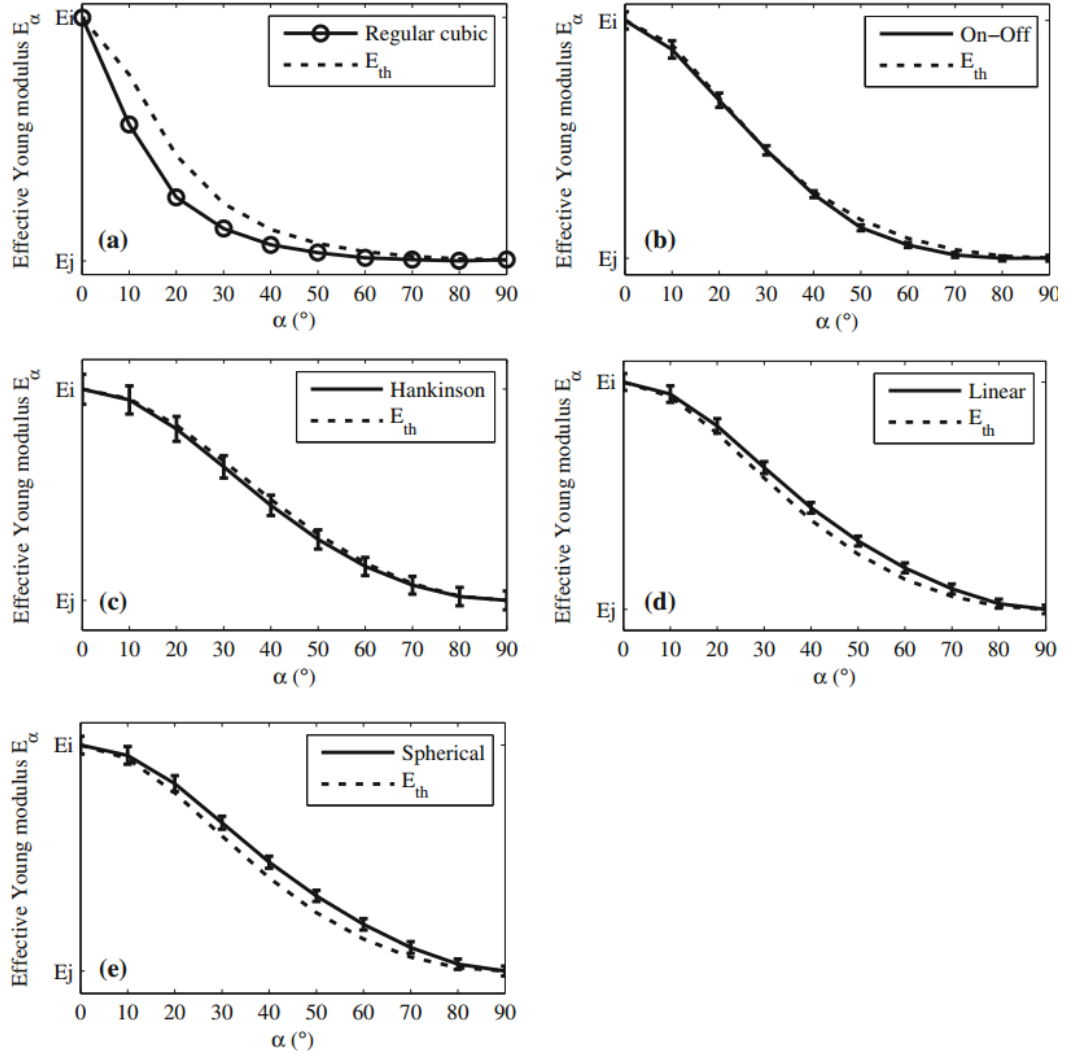 Effective Young modulus E_α
Ei
Ej
Regular cubic
E_th
(a)
0 10 20 30 40 50 60 70 80 90
α (°)
Effective Young modulus E_α
Ei
Ej
On−Off
E_th
(b)
0 10 20 30 40 50 60 70 80 90
α (°)
Effective Young modulus E_α
Ei
Ej
Hankinson
E_th
(c)
0 10 20 30 40 50 60 70 80 90
α (°)
Effective Young modulus E_α
Ei
Ej
Linear
E_th
(d)
0 10 20 30 40 50 60 70 80 90
α (°)
Effective Young modulus E_α
Ei
Ej
Spherical
E_th
(e)
0 10 20 30 40 50 60 70 80 90
α (°)